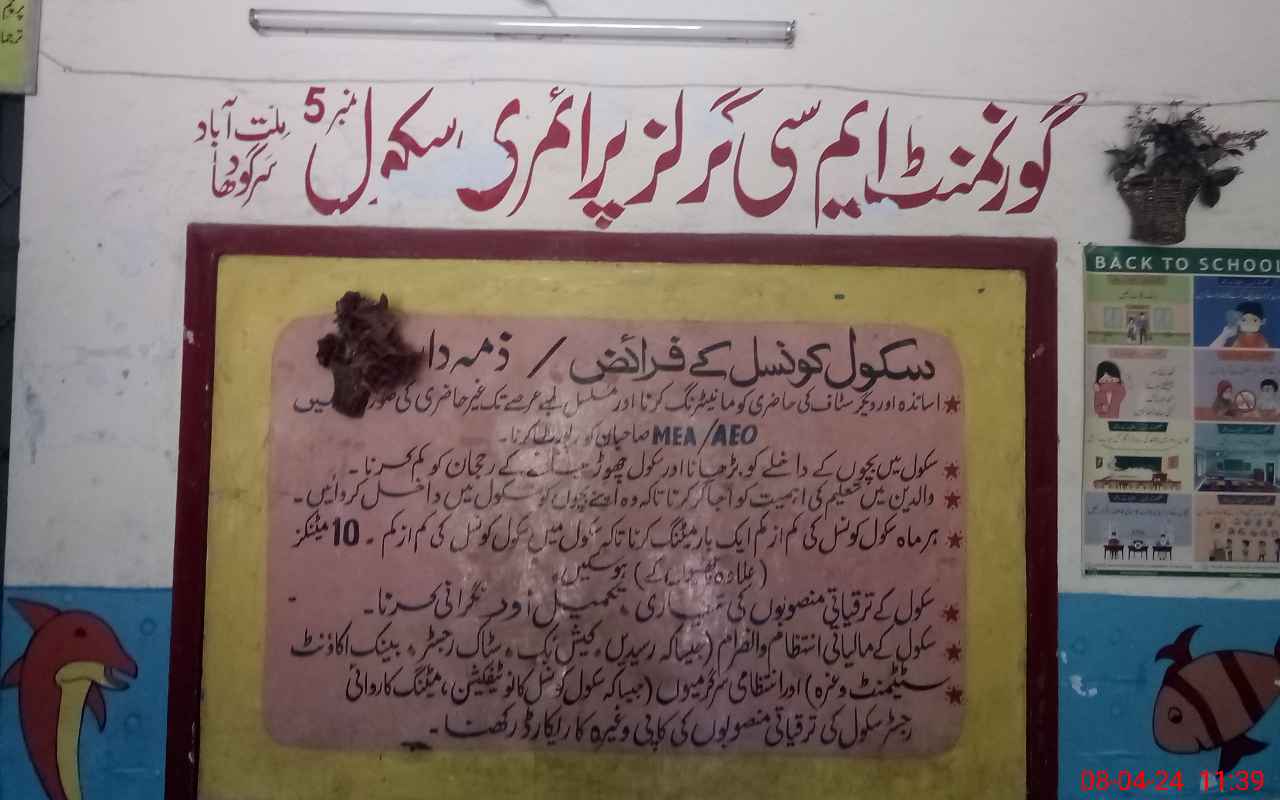 گورنمنٹ ایم سی گرلز پرائمری سکول نمبر 5 ملت آباد سرگودھا
BACK TO SCHOOL
سکول کونسل کے فرائض / ذمہ دا
اساتذہ اور دیگر سٹاف کی حاضری کو مانیٹرنگ کرنا اور مسلسل لمبے عرصے تک غیر حاضری کی صور میں
MEA/AEO صاحبان کو رپورٹ کرنا۔
سکول میں بچوں کے داخلے کو بڑھانا اور سکول چھوڑ جانے کے رجحان کو کم کرنا۔
والدین میں تعلیم کی اہمیت کو اجاگر کرنا تاکہ وہ اپنے بچوں کو سکول میں داخل کروائیں۔
ہر ماہ سکول کونسل کی کم از کم ایک بار میٹنگ کرنا تاکہ سکول میں سکول کونسل کی کم از کم ۔ 10 میٹنگز
(علاوہ چھٹیوں کے) ہو سکیں۔
سکول کے ترقیاتی منصوبوں کی تیاری ، تکمیل اور نگرانی کرنا۔
سکول کے مالیاتی انتظام و انصرام (جیسا کہ رسیدیں ، کیش بک ، سٹاک رجسٹر ، بینک اکاؤنٹ
سٹیٹمنٹ وغیرہ) اور انتظامی سرگرمیوں (جیسا کہ سکول کونسل کا نوٹیفکیشن ، میٹنگ کاروائی
رجسٹر سکول کی ترقیاتی منصوبوں کی کاپی وغیرہ کا ریکارڈ رکھنا۔
08-04-24 11:39